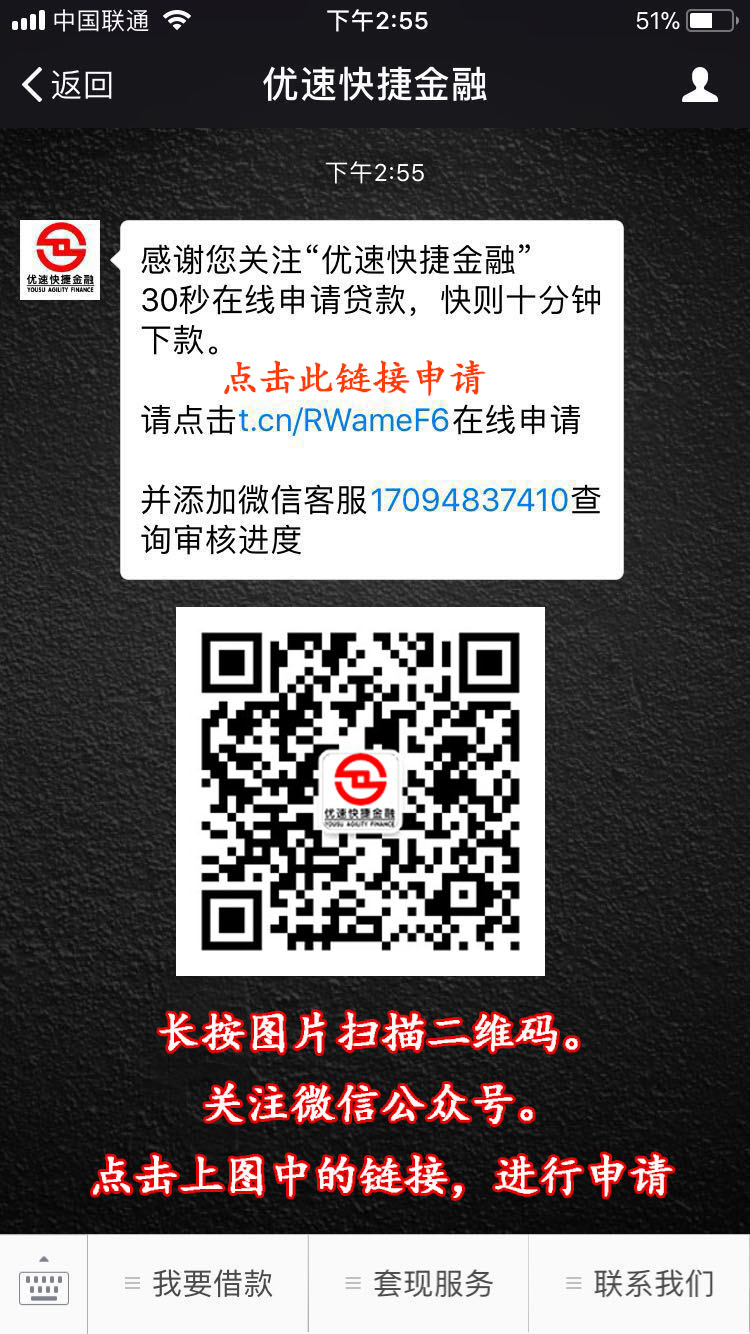 中国联通
下午2:55
51%
返回
优速快捷金融
下午2:55
优速快捷金融
YOUSU AGILITY FINANCE
感谢您关注“优速快捷金融”
30秒在线申请贷款，快则十分钟
下款。
点击此链接申请
请点击t.cn/RWameF6在线申请
并添加微信客服17094837410查
询审核进度
优速快捷金融
YOUSU AGILITY FINANCE
长按图片扫描二维码。
关注微信公众号。
点击上图中的链接，进行申请
我要借款
套现服务
联系我们